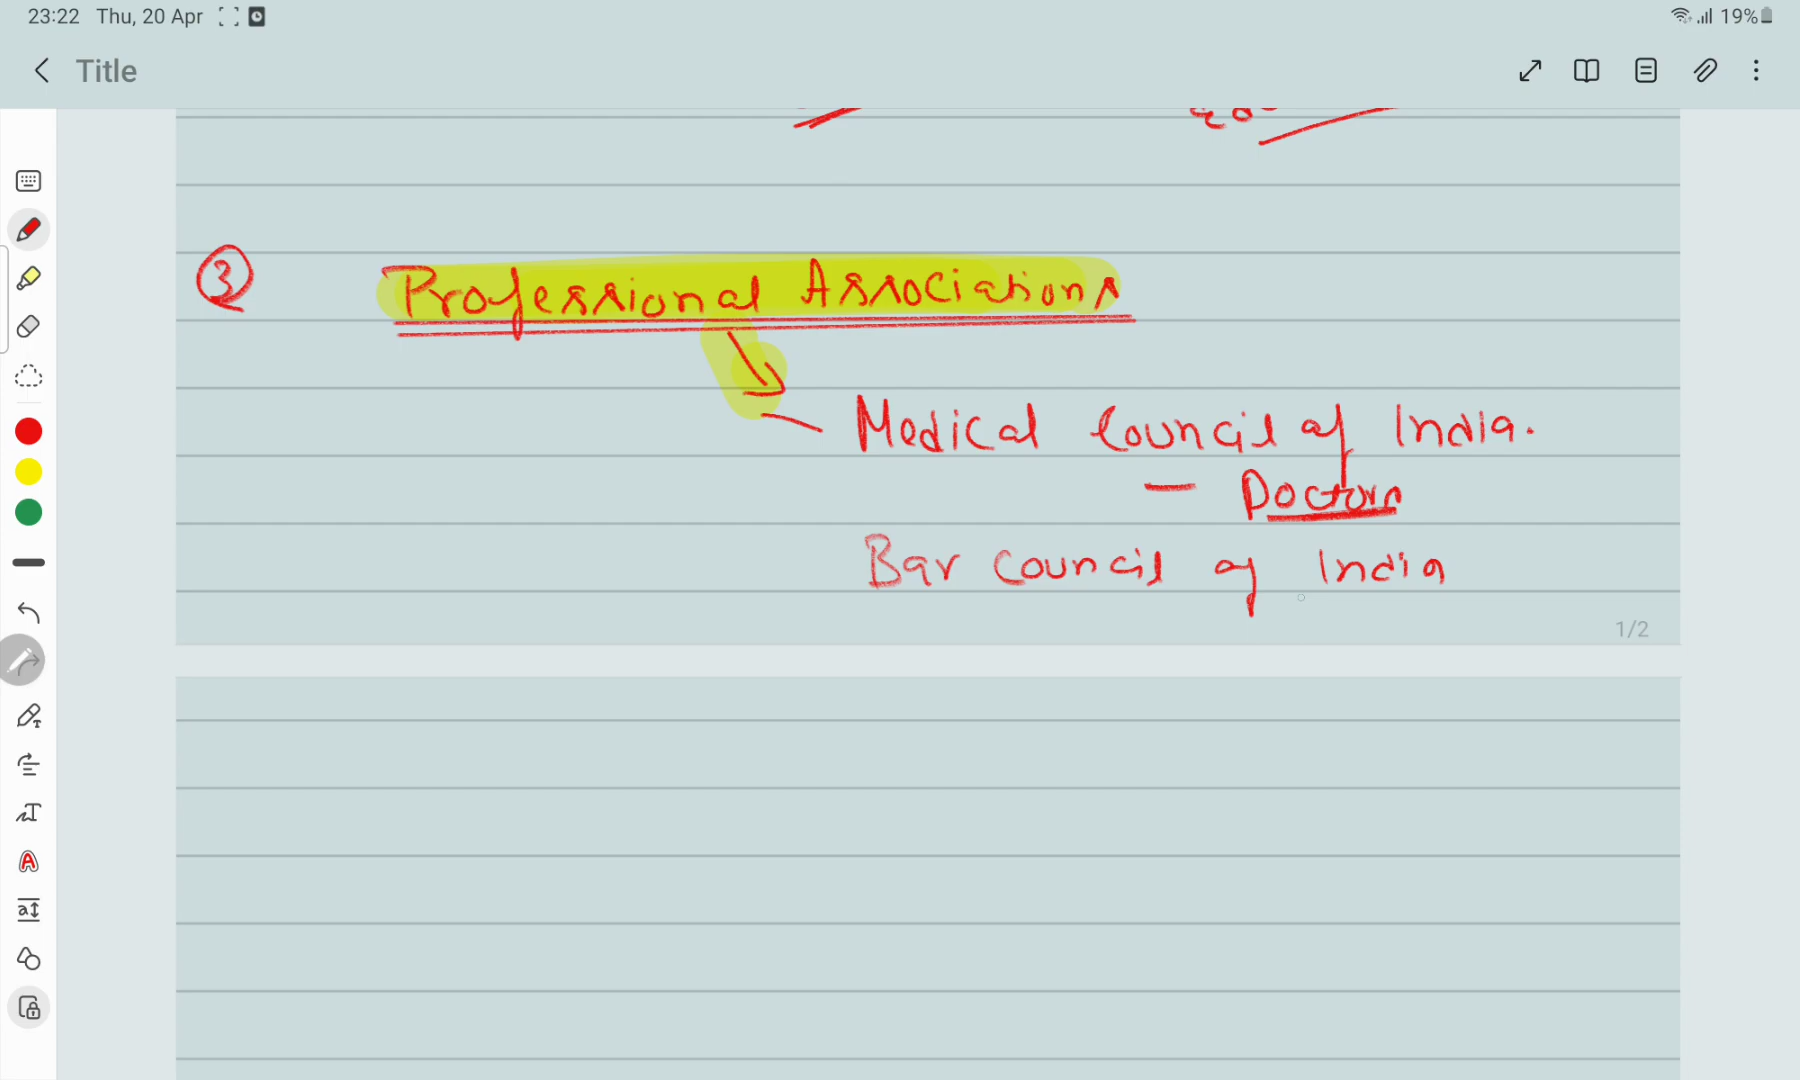 23:22 Thu, 20 Apr 19%
Title
3 Professional Associations
Medical Council of India.
- Doctors
Bar Council of India
1/2